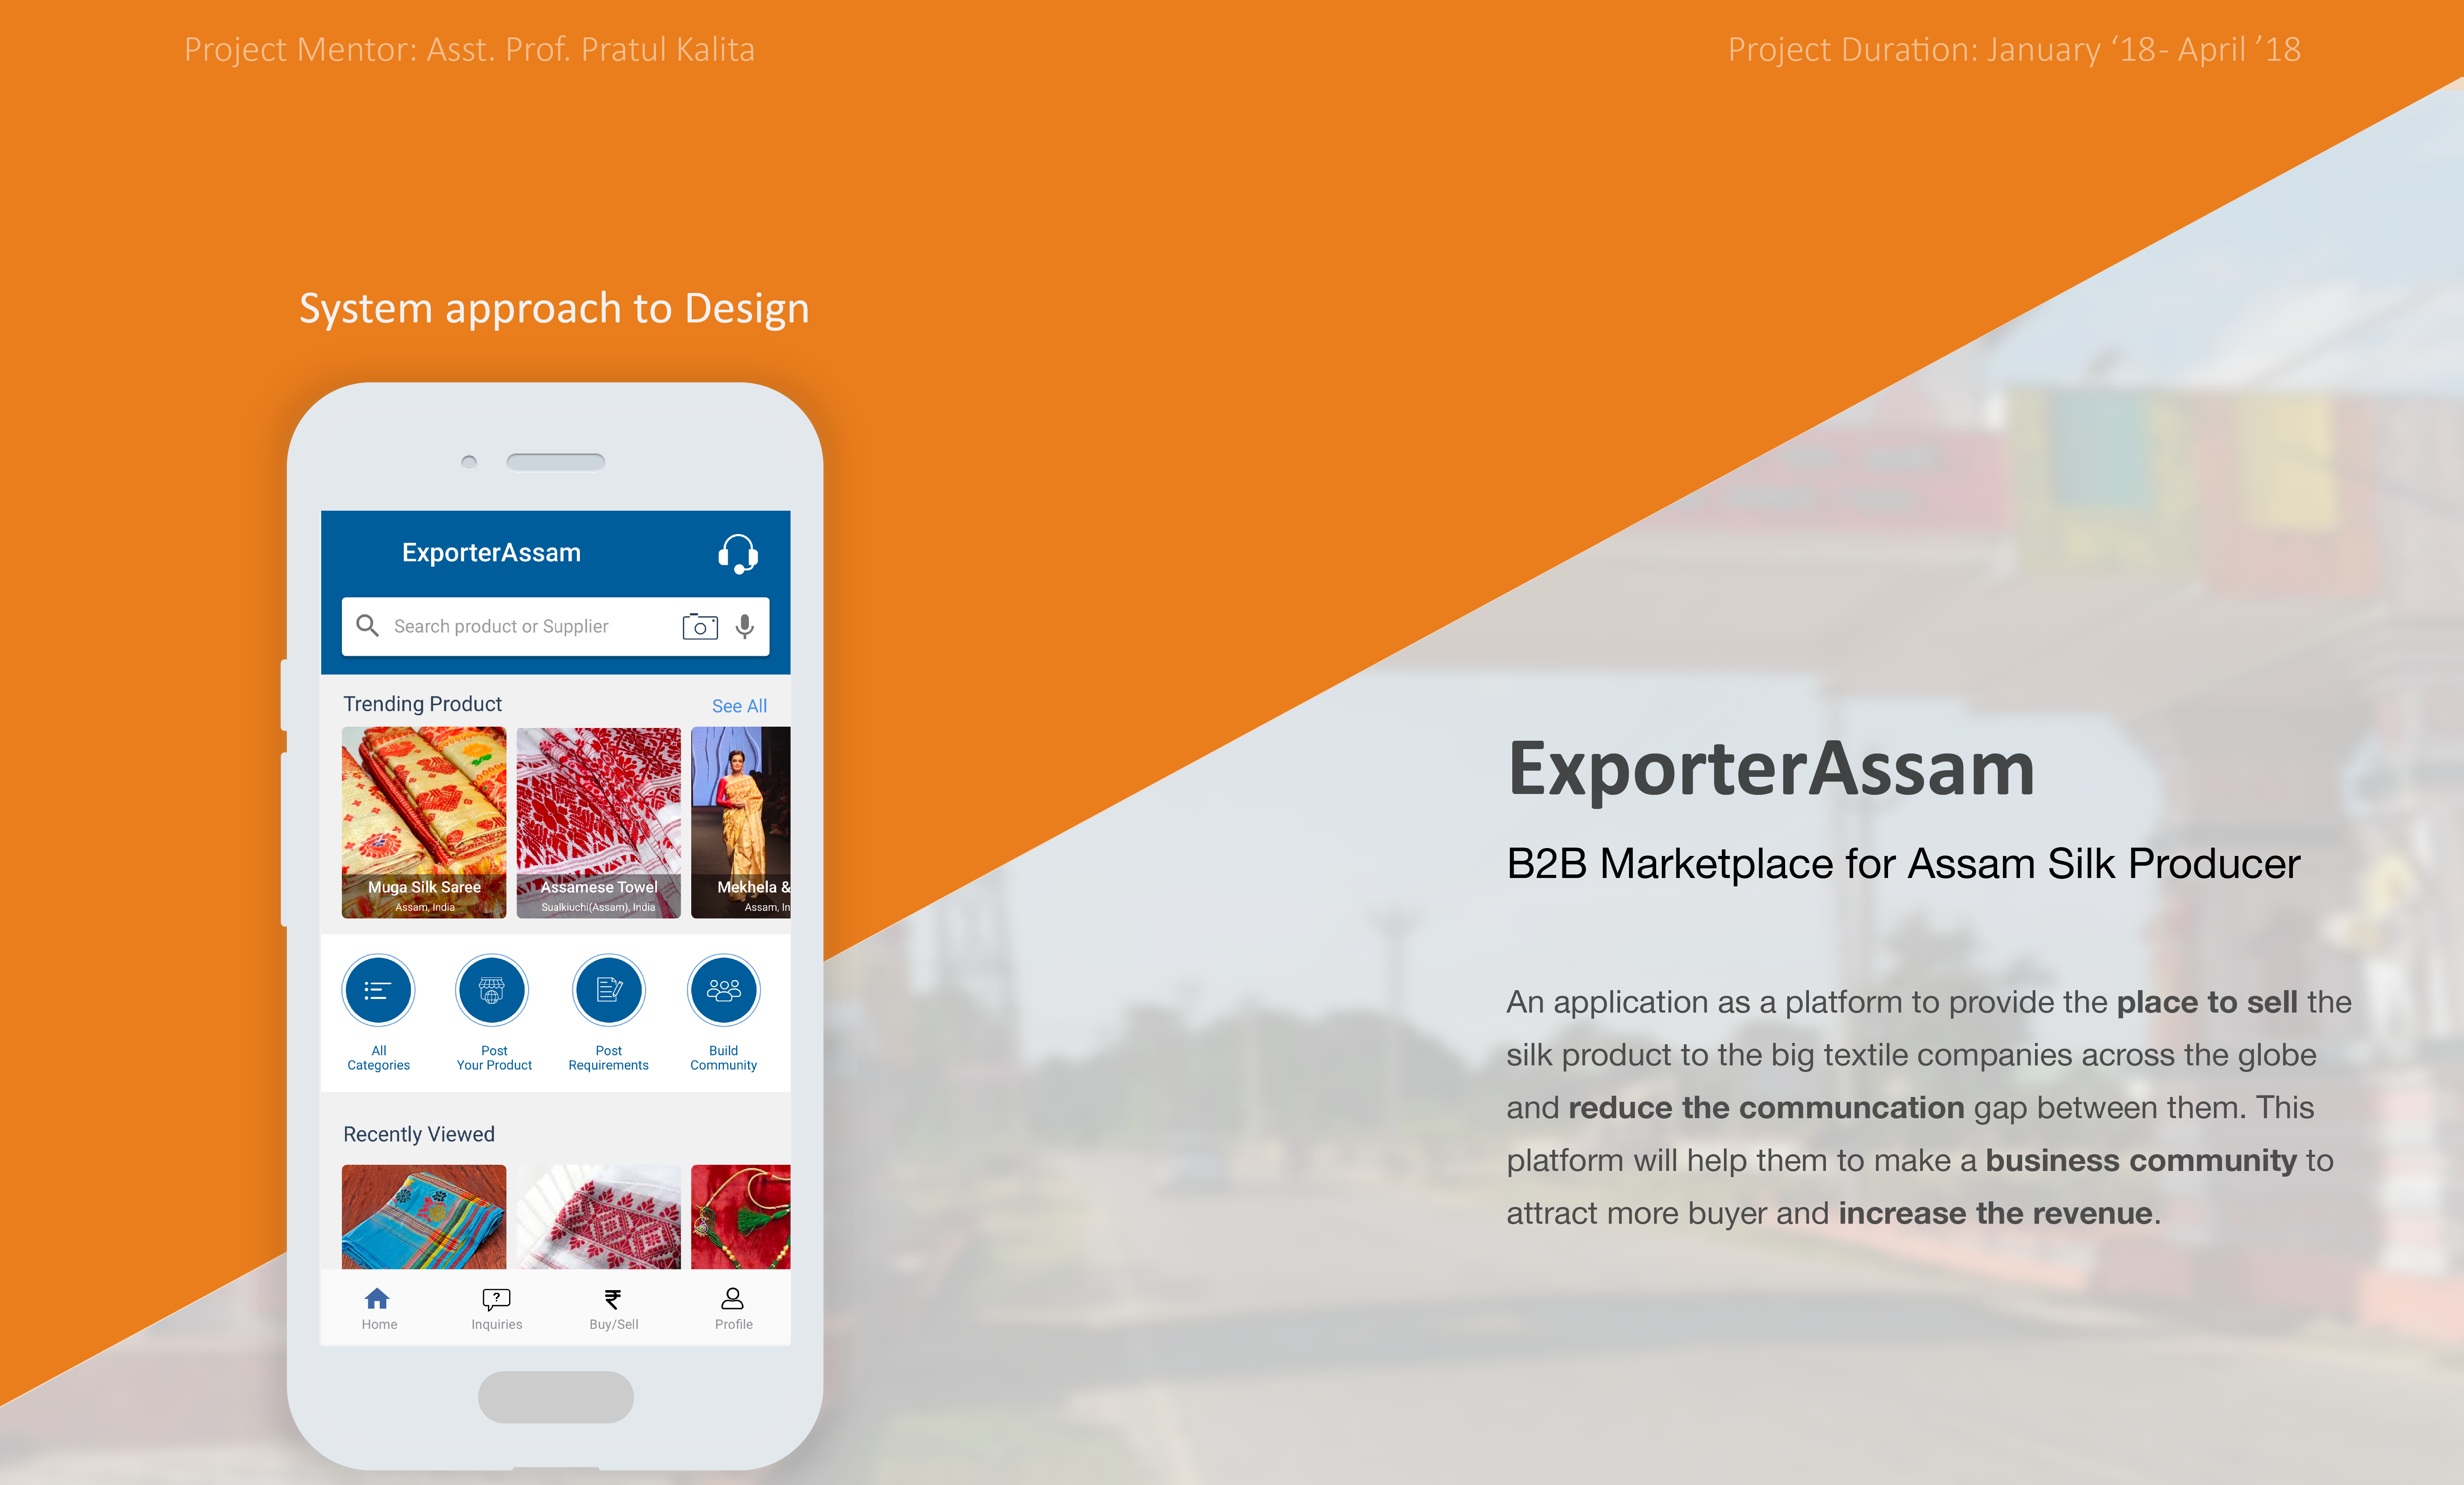 Project Mentor: Asst. Prof. Pratul Kalita
Project Duration: January ‘18- April ’18
System approach to Design
ExporterAssam
Search product or Supplier
Trending Product
See All
Muga Silk Saree
Assam, India
Assamese Towel
Sualkiuchi(Assam), India
Mekhela &
Assam, In
All
Categories
Post
Your Product
Post
Requirements
Build
Community
Recently Viewed
Home
Inquiries
Buy/Sell
Profile
ExporterAssam
B2B Marketplace for Assam Silk Producer
An application as a platform to provide the place to sell the
silk product to the big textile companies across the globe
and reduce the communcation gap between them. This
platform will help them to make a business community to
attract more buyer and increase the revenue.